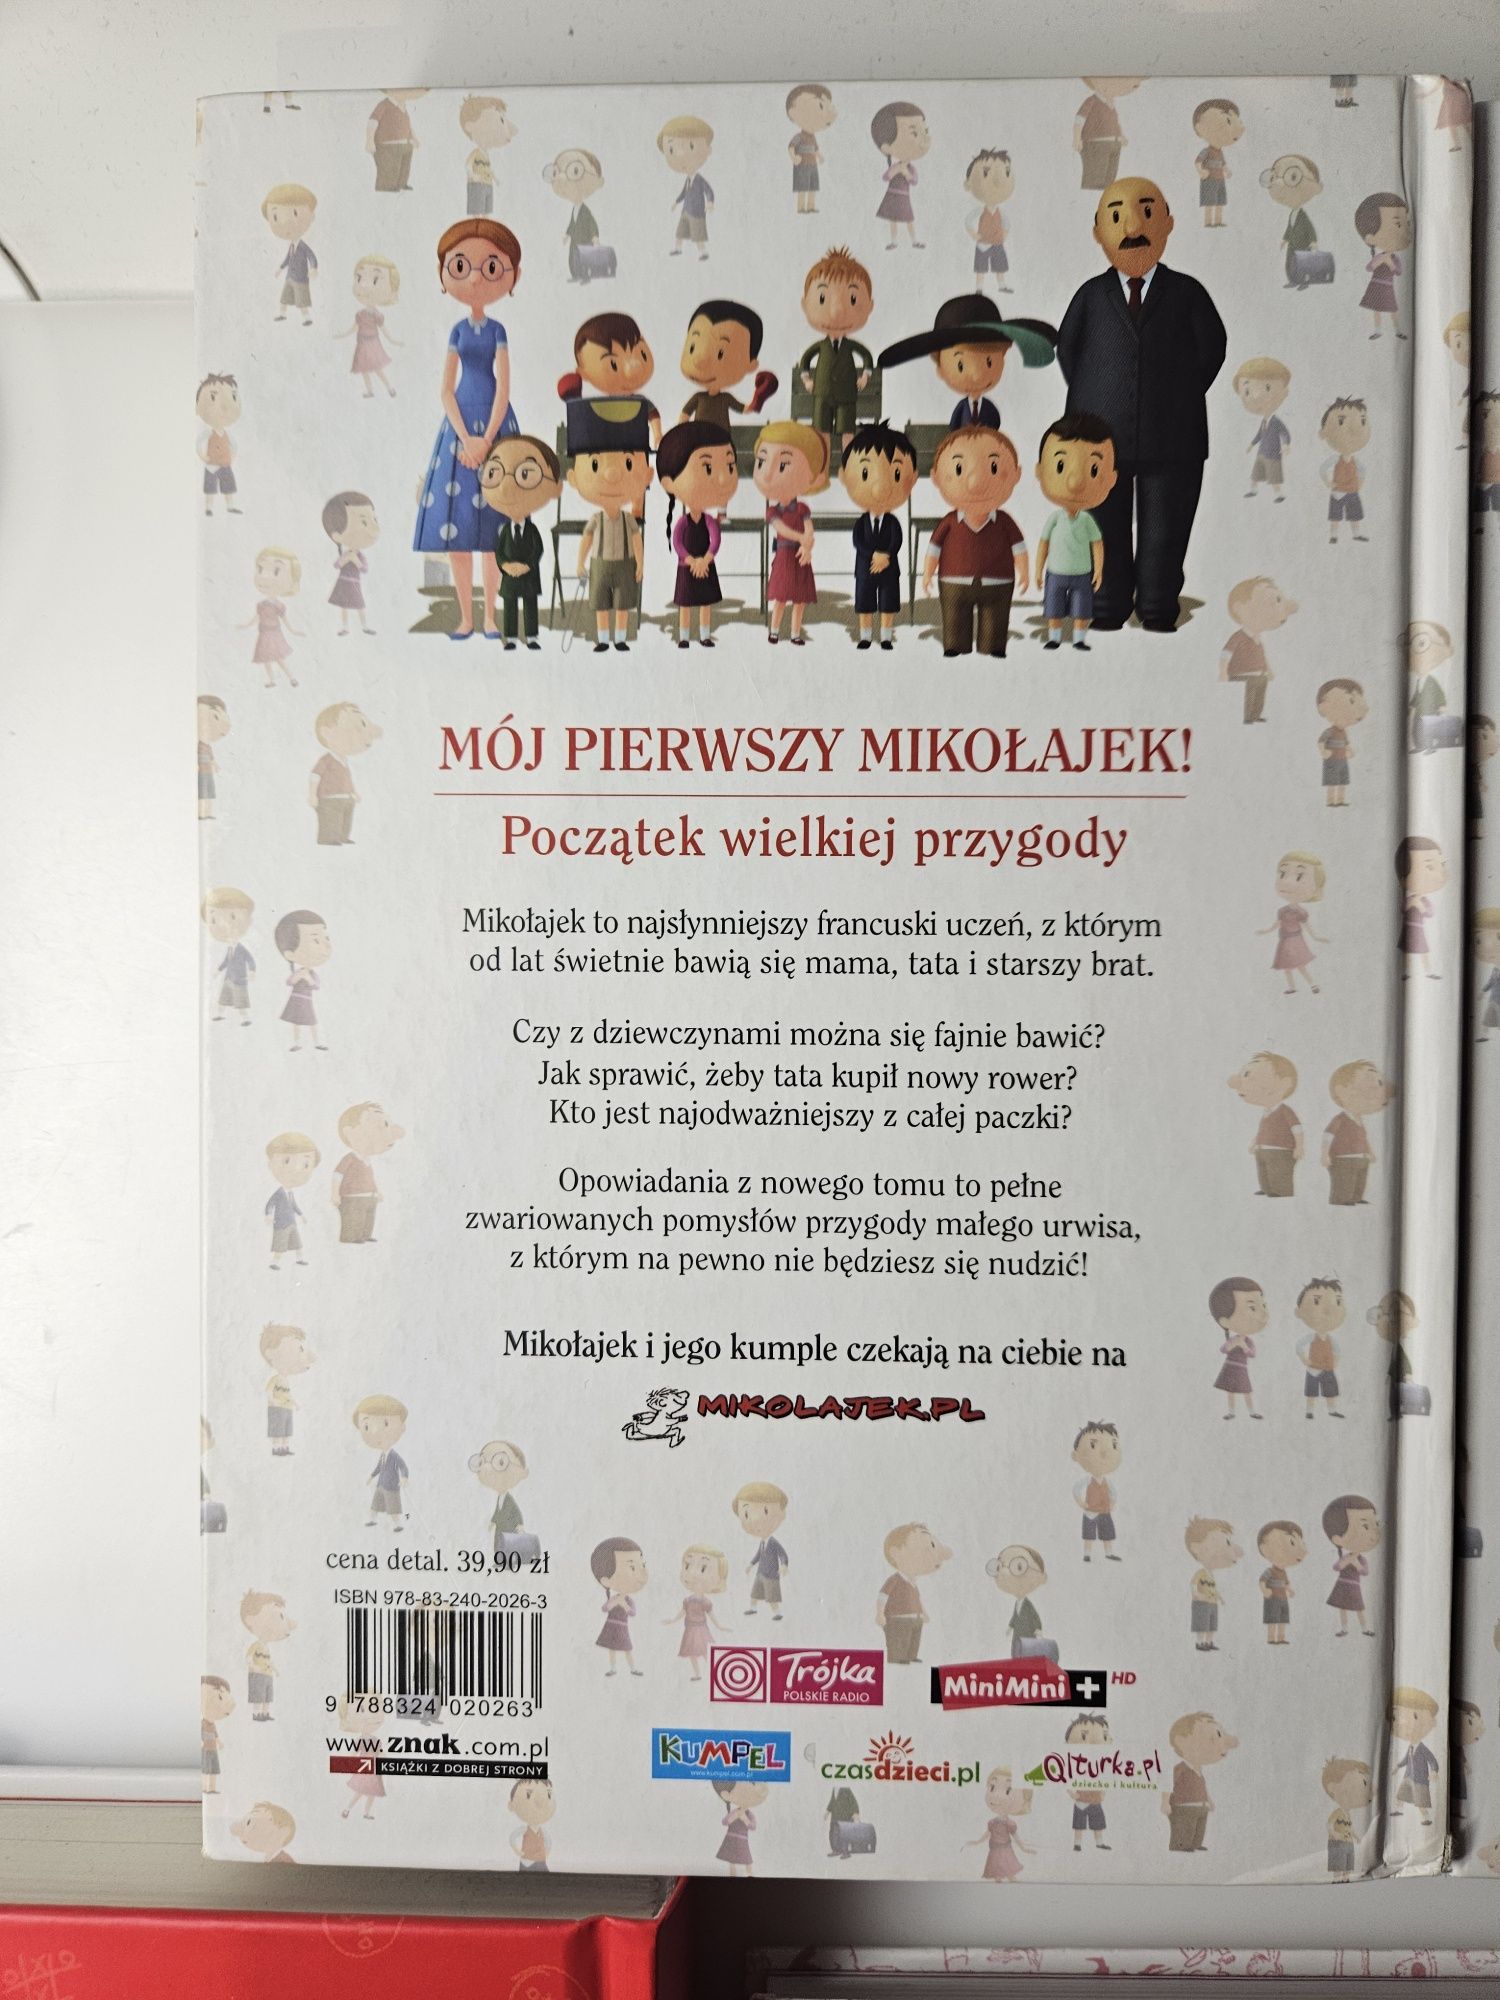 MÓJ PIERWSZY MIKOŁAJEK!
Początek wielkiej przygody
Mikołajek to najsłynniejszy francuski uczeń, z którym
od lat świetnie bawią się mama, tata i starszy brat.
Czy z dziewczynami można się fajnie bawić?
Jak sprawić, żeby tata kupił nowy rower?
Kto jest najodważniejszy z całej paczki?
Opowiadania z nowego tomu to pełne
zwariowanych pomysłów przygody małego urwisa,
z którym na pewno nie będziesz się nudzić!
Mikołajek i jego kumple czekają na ciebie na
MIKOLAJEK.PL
cena detal. 39,90 zł
ISBN 978-83-240-2026-3
9 788324 020263
www.znak.com.pl
KSIĄŻKI Z DOBREJ STRONY
Trójka
POLSKIE RADIO
MiniMini+ HD
KUMPEL
www.kumpel.com.pl
czasdzieci.pl
Qlturka.pl
dziecko i kultura